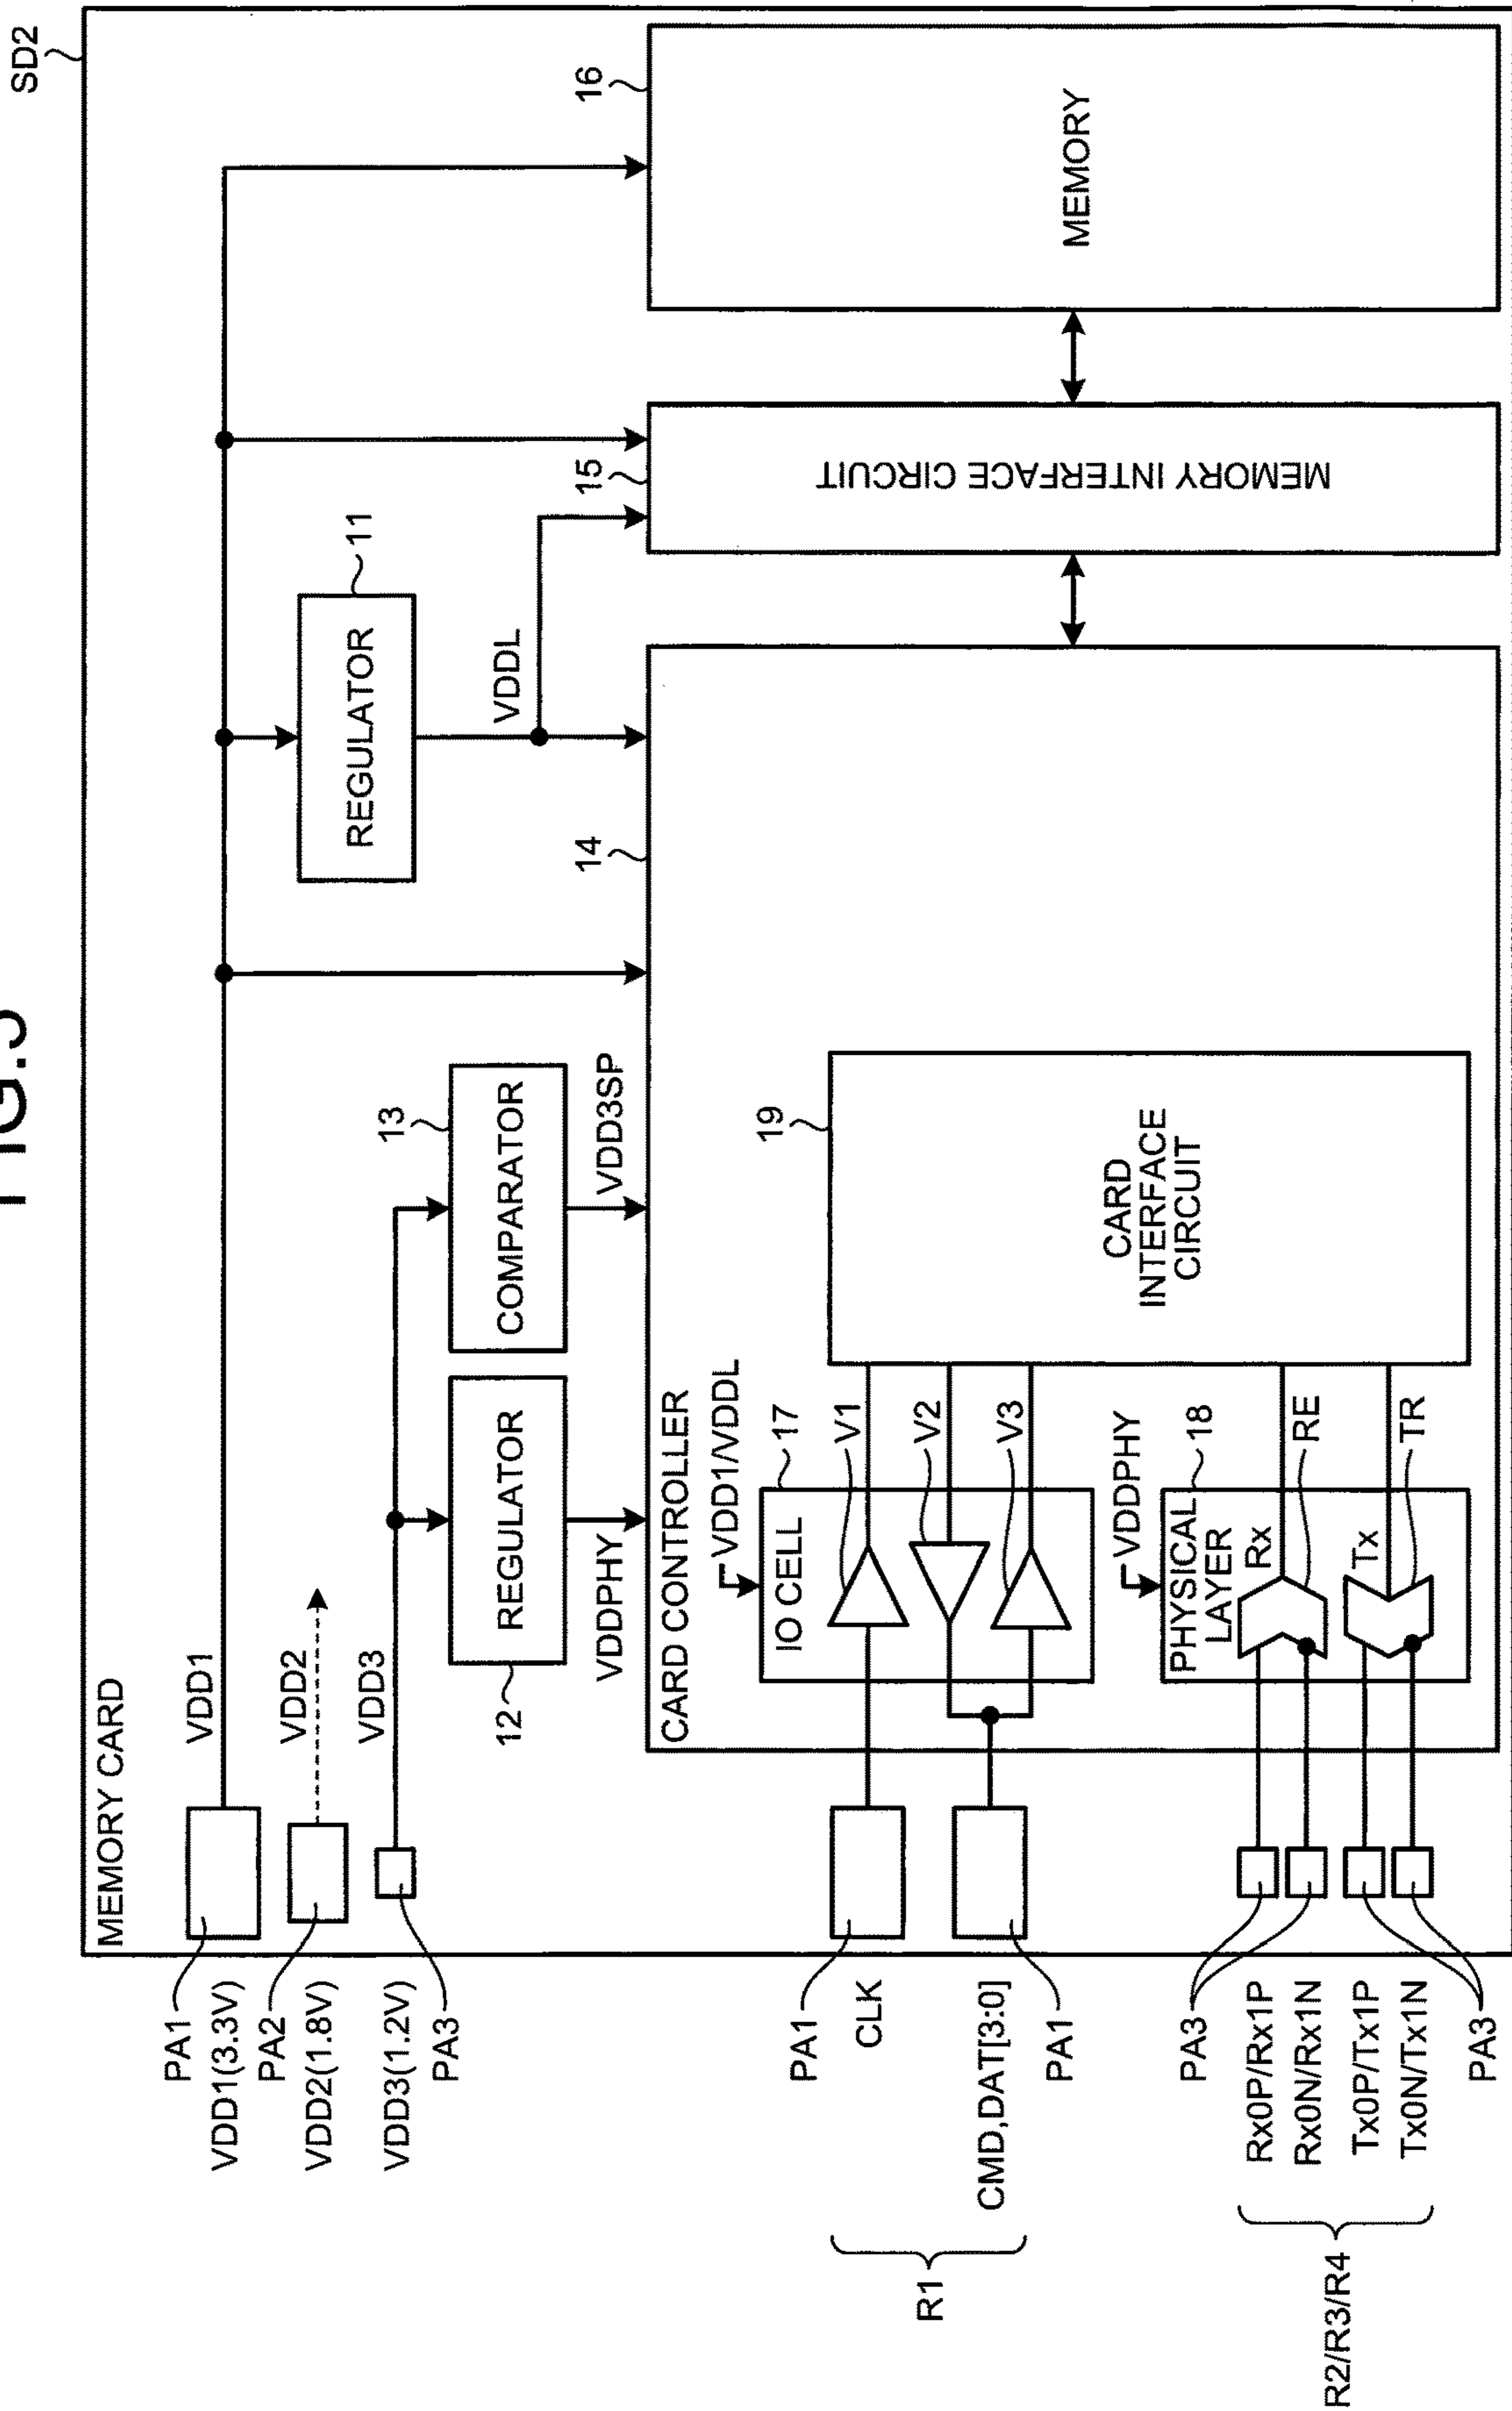 FIG.5
SD2
MEMORY CARD
PA1
VDD1(3.3V)
VDD1
PA2
VDD2(1.8V)
VDD2
VDD3(1.2V)
VDD3
PA3
REGULATOR
11
VDDL
REGULATOR
12
VDDPHY
COMPARATOR
13
VDD3SP
14
15
16
CARD CONTROLLER
VDD1/VDDL
17
IO CELL
V1
V2
V3
PA1
CLK
CMD,DAT[3:0]
PA1
R1
VDDPHY
18
PHYSICAL
LAYER
Rx
RE
Tx
TR
PA3
Rx0P/Rx1P
Rx0N/Rx1N
Tx0P/Tx1P
Tx0N/Tx1N
PA3
R2/R3/R4
19
CARD
INTERFACE
CIRCUIT
MEMORY INTERFACE CIRCUIT
MEMORY